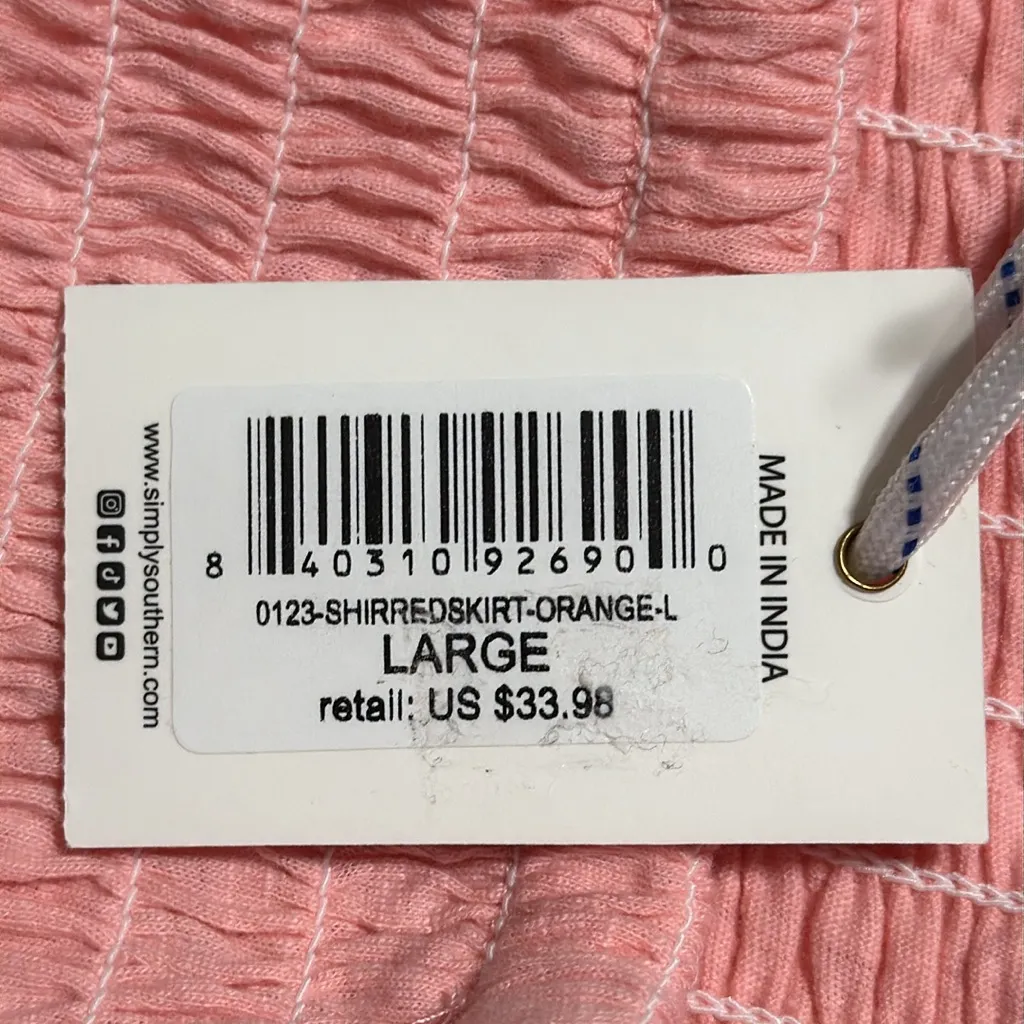 8 40310 92690 0
0123-SHIRREDSKIRT-ORANGE-L
LARGE
retail: US $33.98
www.simplysouthern.com
MADE IN INDIA